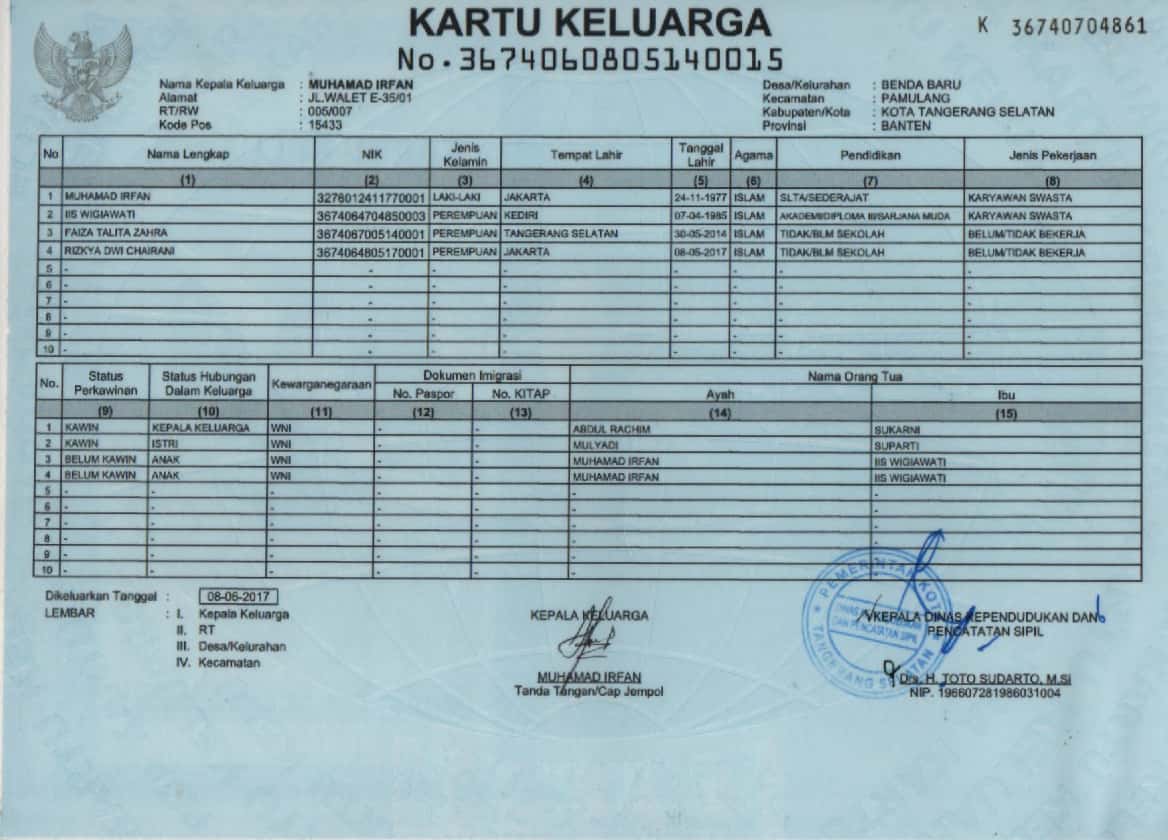 KARTU KELUARGA
No.3674060805140015
K 36740704861
Nama Kepala Keluarga : MUHAMAD IRFAN
Alamat : JL.WALET E-35/01
RT/RW : 005/007
Kode Pos : 15433
Desa/Kelurahan : BENDA BARU
Kecamatan : PAMULANG
Kabupaten/Kota : KOTA TANGERANG SELATAN
Provinsi : BANTEN
No Nama Lengkap NIK Jenis Kelamin Tempat Lahir Tanggal Lahir Agama Pendidikan Jenis Pekerjaan
(1) (2) (3) (4) (5) (6) (7) (8)
1 MUHAMAD IRFAN 3276012411770001 LAKI-LAKI JAKARTA 24-11-1977 ISLAM SLTA/SEDERAJAT KARYAWAN SWASTA
2 IIS WIGIAWATI 3674064704850003 PEREMPUAN KEDIRI 07-04-1985 ISLAM AKADEMI/DIPLOMA III/SARJANA MUDA KARYAWAN SWASTA
3 FAIZA TALITA ZAHRA 3674067005140001 PEREMPUAN TANGERANG SELATAN 30-05-2014 ISLAM TIDAK/BLM SEKOLAH BELUM/TIDAK BEKERJA
4 RIZKYA DWI CHAIRANI 3674064805170001 PEREMPUAN JAKARTA 08-05-2017 ISLAM TIDAK/BLM SEKOLAH BELUM/TIDAK BEKERJA
5 - - - - - - - -
6 - - - - - - - -
7 - - - - - - - -
8 - - - - - - - -
9 - - - - - - - -
10 - - - - - - - -
No. Status Perkawinan Status Hubungan Dalam Keluarga Kewarganegaraan Dokumen Imigrasi Nama Orang Tua
No. Paspor No. KITAP Ayah Ibu
(9) (10) (11) (12) (13) (14) (15)
1 KAWIN KEPALA KELUARGA WNI - - ABDUL RACHIM SUKARNI
2 KAWIN ISTRI WNI - - MULYADI SUPARTI
3 BELUM KAWIN ANAK WNI - - MUHAMAD IRFAN IIS WIGIAWATI
4 BELUM KAWIN ANAK WNI - - MUHAMAD IRFAN IIS WIGIAWATI
5 - - - - - - -
6 - - - - - - -
7 - - - - - - -
8 - - - - - - -
9 - - - - - - -
10 - - - - - - -
Dikeluarkan Tanggal : 08-06-2017
LEMBAR : I. Kepala Keluarga
II. RT
III. Desa/Kelurahan
IV. Kecamatan
KEPALA KELUARGA
MUHAMAD IRFAN
Tanda Tangan/Cap Jempol
KEPALA DINAS KEPENDUDUKAN DAN
PENCATATAN SIPIL
Drs. H. TOTO SUDARTO, M.Si
NIP. 196607281986031004
PEMERINTAH KOTA
DAN PENCATATAN SIPIL
TANGERANG SELATAN